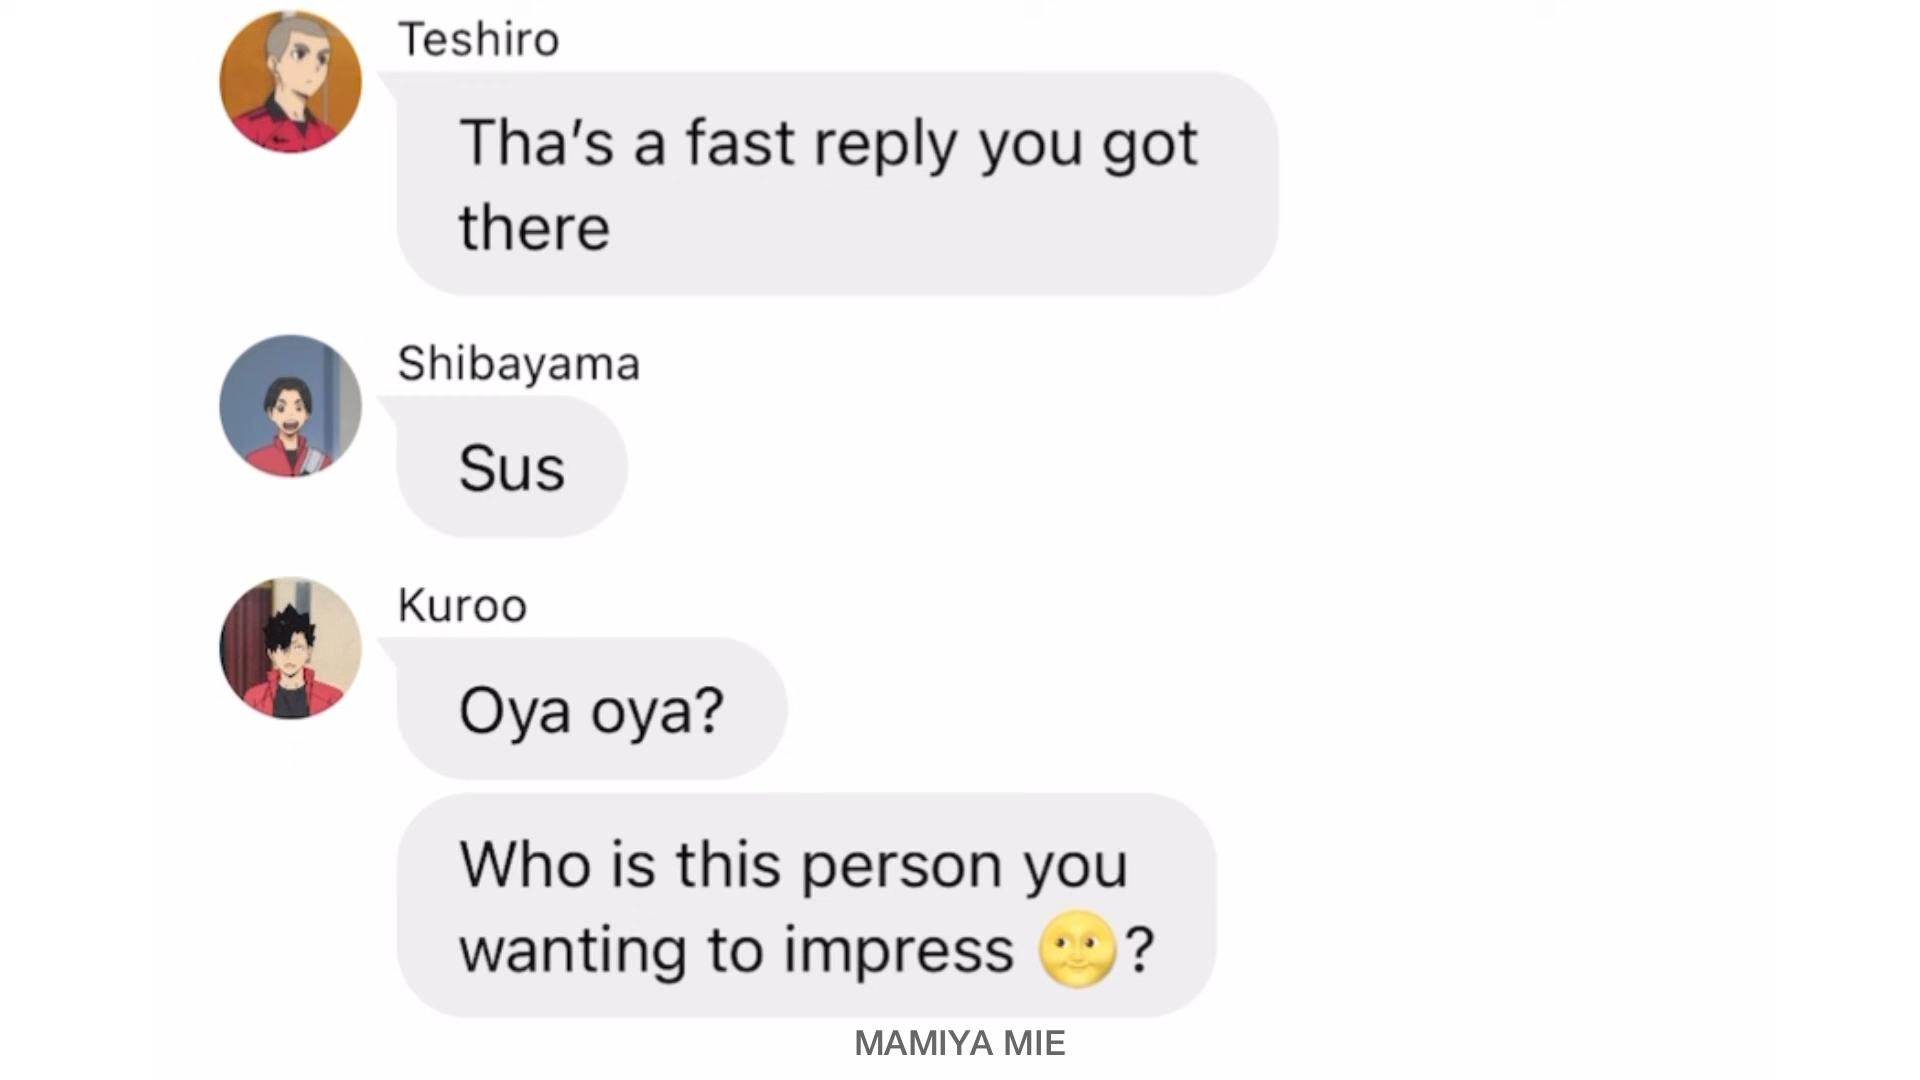 Teshiro
Tha’s a fast reply you got
there
Shibayama
Sus
Kuroo
Oya oya?
Who is this person you
wanting to impress 🌝?
MAMIYA MIE